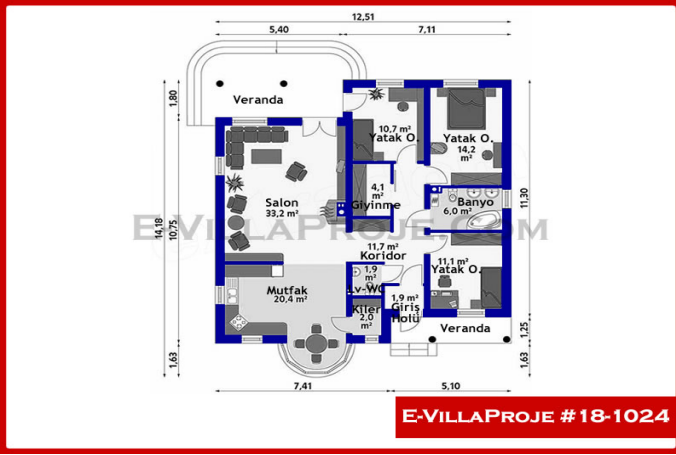 12,51
5,40
7,11
1,80
Veranda
10,7 m²
Yatak O.
Yatak O.
14,2
m²
4,1
m²
Giyinme
Banyo
6,0 m²
Salon
33,2 m²
14,18
10,75
11,30
E-VillaProje.com
11,7 m²
Koridor
11,1 m²
Yatak O.
1,9
m²
Lv-WC
Mutfak
20,4 m²
1,9 m²
Giriş
Holü
Kiler
2,0
m²
Veranda
1,25
1,63
1,63
7,41
5,10
E-VillaProje #18-1024